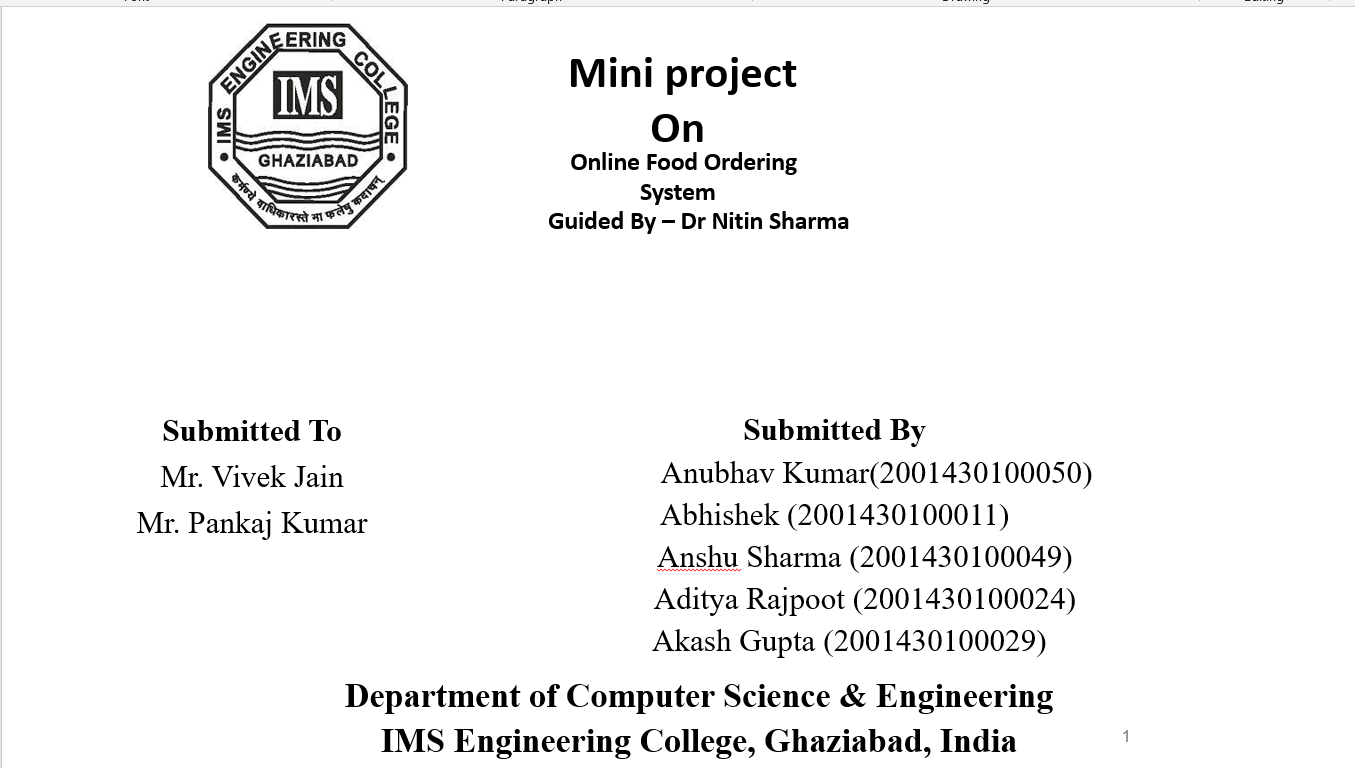 IMS ENGINEERING COLLEGE
IMS
GHAZIABAD
कर्मण्ये वाधिकारस्ते मा फलेषु कदाचन्
Mini project
On
Online Food Ordering
System
Guided By – Dr Nitin Sharma
Submitted To
Mr. Vivek Jain
Mr. Pankaj Kumar
Submitted By
Anubhav Kumar(2001430100050)
Abhishek (2001430100011)
Anshu Sharma (2001430100049)
Aditya Rajpoot (2001430100024)
Akash Gupta (2001430100029)
Department of Computer Science & Engineering
IMS Engineering College, Ghaziabad, India
1